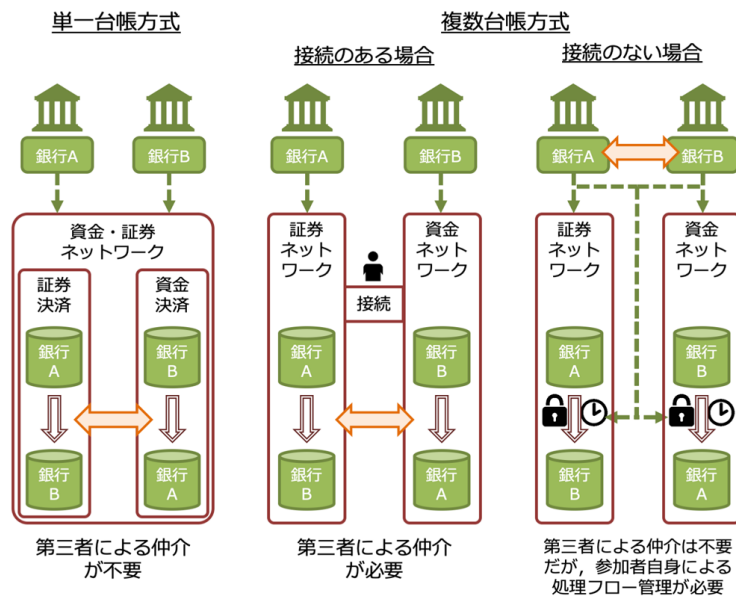 単一台帳方式
複数台帳方式
接続のある場合
接続のない場合
銀行A
銀行B
資金・証券
ネットワーク
証券
決済
資金
決済
銀行
A
銀行
B
銀行
B
銀行
A
第三者による仲介
が不要
銀行A
銀行B
証券
ネット
ワーク
資金
ネット
ワーク
接続
銀行
A
銀行
B
銀行
B
銀行
A
第三者による仲介
が必要
銀行A
銀行B
証券
ネット
ワーク
資金
ネット
ワーク
銀行
A
銀行
B
銀行
B
銀行
A
第三者による仲介は不要
だが，参加者自身による
処理フロー管理が必要